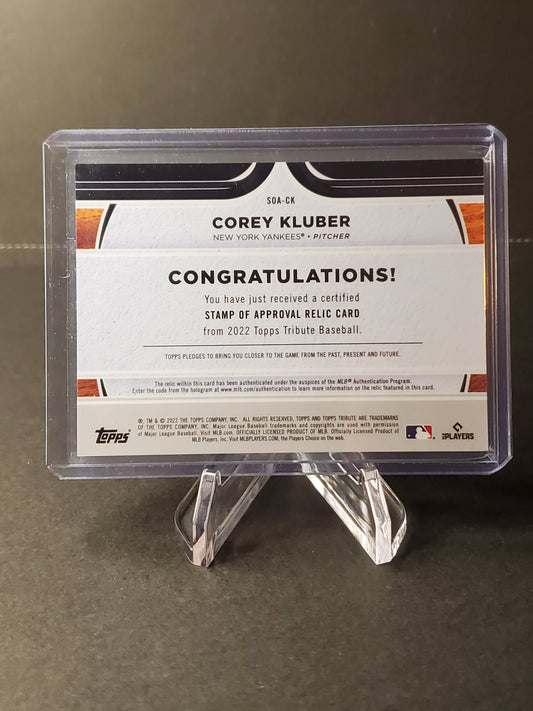 SOA-CK
COREY KLUBER
NEW YORK YANKEES® • PITCHER
CONGRATULATIONS!
You have just received a certified
STAMP OF APPROVAL RELIC CARD
from 2022 Topps Tribute Baseball.
TOPPS PLEDGES TO BRING YOU CLOSER TO THE GAME FROM THE PAST, PRESENT AND FUTURE.
The relic within this card has been authenticated under the auspices of the MLB® Authentication Program.
Enter the code from the hologram at www.mlb.com/authentication to learn more information on the relic featured in this card.
Topps
®, TM & © 2022 THE TOPPS COMPANY, INC. ALL RIGHTS RESERVED. TOPPS AND TOPPS TRIBUTE ARE TRADEMARKS
OF THE TOPPS COMPANY, INC. Major League Baseball trademarks and copyrights are used with permission
of Major League Baseball. Visit MLB.com. OFFICIALLY LICENSED PRODUCT OF MLB. Officially Licensed Product of
MLB Players, Inc. Visit MLBPLAYERS.COM, the Players Choice on the web.
PLAYERS